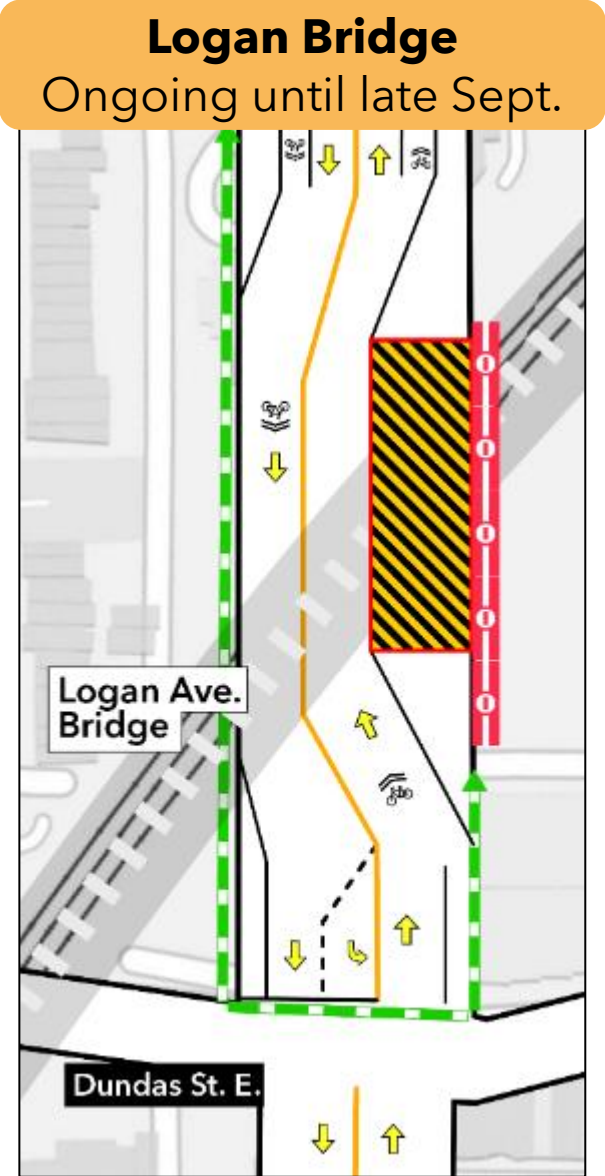 Logan Bridge
Ongoing until late Sept.
Logan Ave.
Bridge
Dundas St. E.